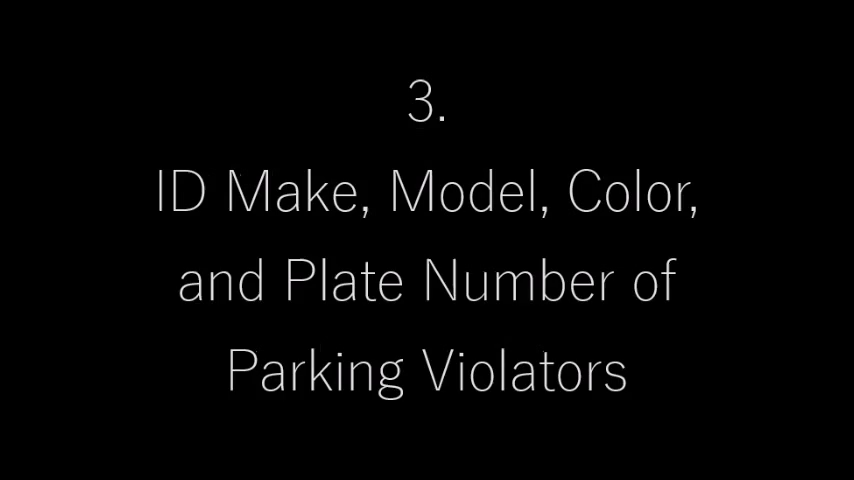 3.
ID Make, Model, Color,
and Plate Number of
Parking Violators